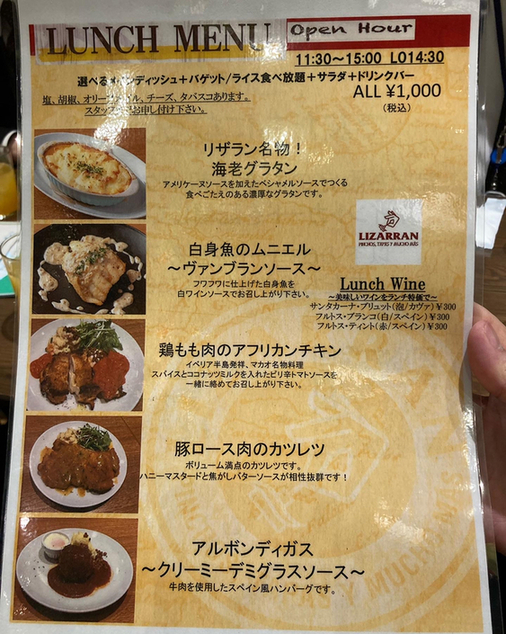 LUNCH MENU
Open Hour
11:30～15:00 LO14:30
選べるメインディッシュ＋バゲット/ライス食べ放題＋サラダ＋ドリンクバー
ALL ¥1,000
(税込)
塩、胡椒、オリーブオイル、チーズ、タバスコあります。
お申し付け下さい。
リザラン名物！
海老グラタン
アメリケーヌソースを加えたベシャメルソースでつくる
食べごたえのある濃厚なグラタンです。
LIZARRAN
PINCHOS, TAPAS Y MUCHO MÁS
白身魚のムニエル
～ヴァンブランソース～
フワフワに仕上げた白身魚を
白ワインソースでお召し上がり下さい。
Lunch Wine
～美味しいワインをランチ特価で～
サンタカーナ・ブリュット(泡/カヴァ)￥300
フルトス・ブランコ(白/スペイン)￥300
フルトス・ティント(赤/スペイン)￥300
鶏もも肉のアフリカンチキン
イベリア半島発祥、マカオ名物料理
スパイスとココナッツミルクを入れたピリ辛トマトソースを
一緒に絡めてお召し上がり下さい。
豚ロース肉のカツレツ
ボリューム満点のカツレツです。
ハニーマスタードと焦がしバターソースが相性抜群です！
アルボンディガス
～クリーミーデミグラスソース～
牛肉を使用したスペイン風ハンバーグです。